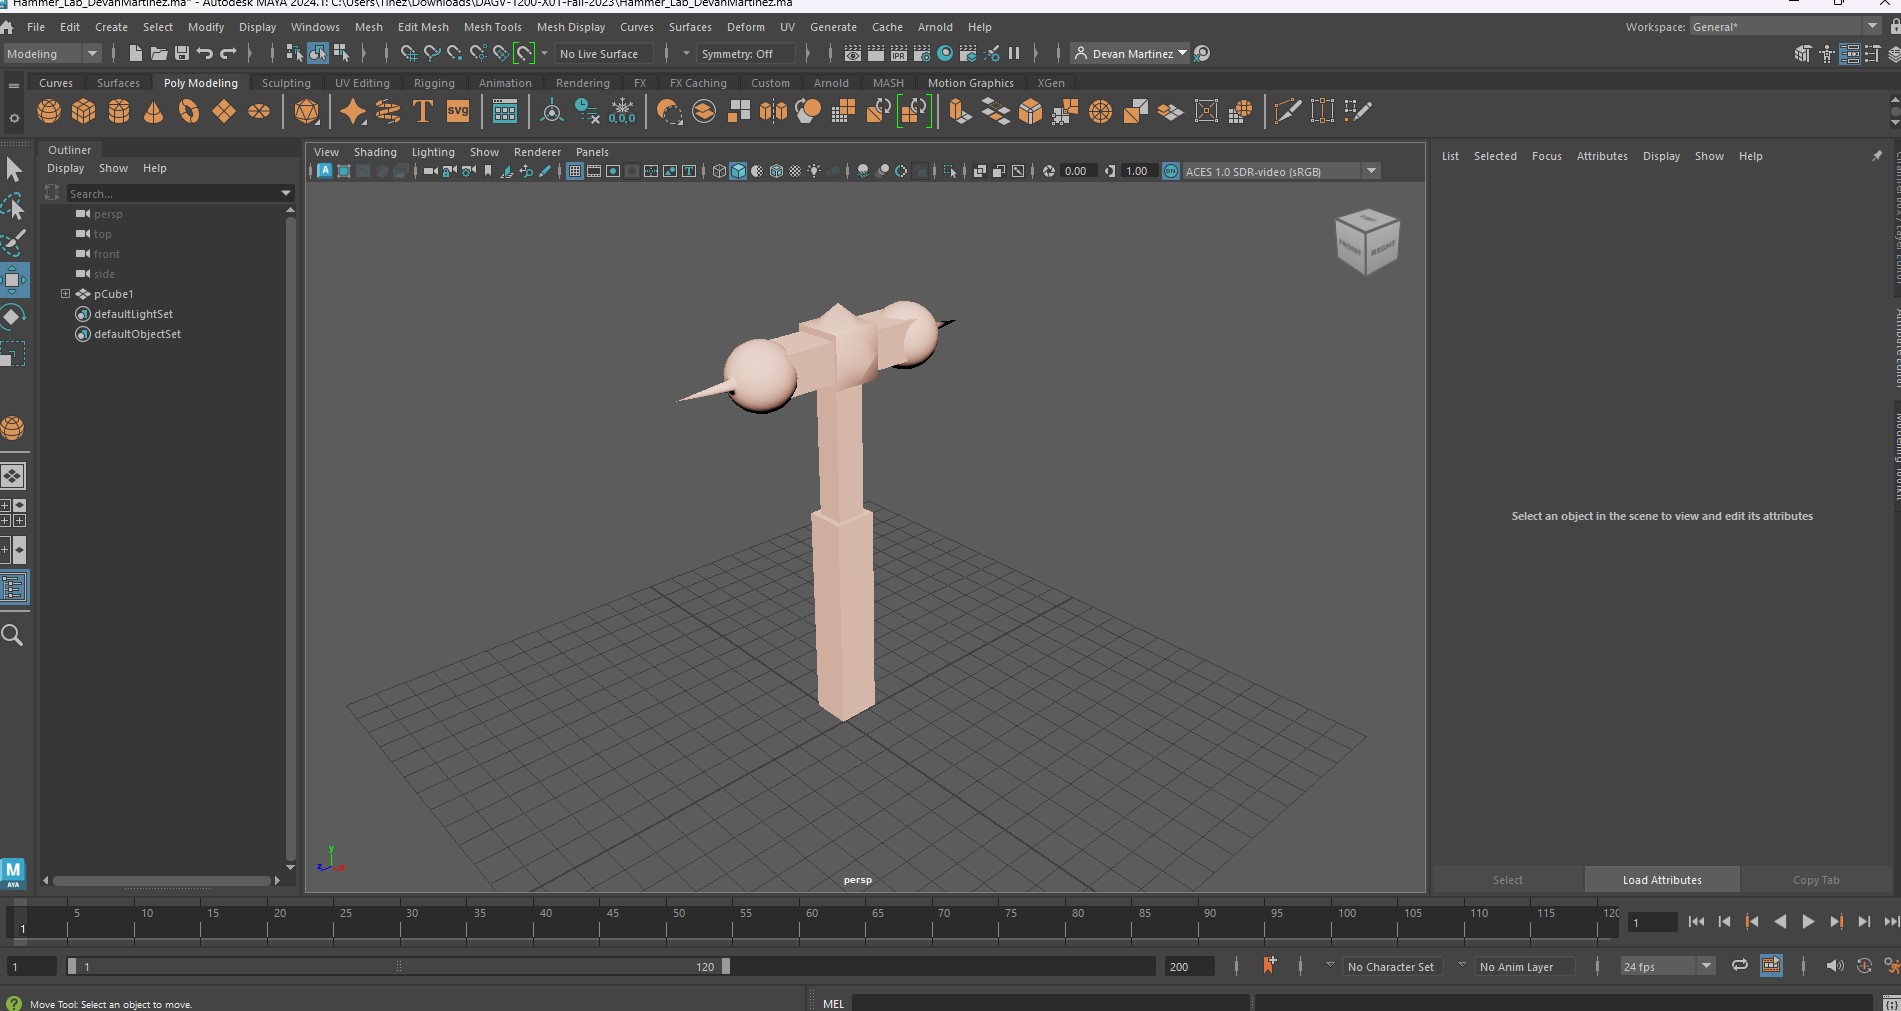 Hammer_Lab_DevanMartinez.ma* - Autodesk MAYA 2024.1: C:\Users\Tinez\Downloads\DAGV-1200-X01-Fall-2023\Hammer_Lab_DevanMartinez.ma
File Edit Create Select Modify Display Windows Mesh Edit Mesh Mesh Tools Mesh Display Curves Surfaces Deform UV Generate Cache Arnold Help Workspace: General*
Modeling No Live Surface Symmetry: Off Devan Martinez
Curves Surfaces Poly Modeling Sculpting UV Editing Rigging Animation Rendering FX FX Caching Custom Arnold MASH Motion Graphics XGen
T svg 0,0,0
Outliner
Display Show Help
Search...
persp
top
front
side
pCube1
defaultLightSet
defaultObjectSet
View Shading Lighting Show Renderer Panels
0.00 1.00 ACES 1.0 SDR-video (sRGB)
FRONT RIGHT
List Selected Focus Attributes Display Show Help
Select an object in the scene to view and edit its attributes
y
z x
persp
M
AYA
Select Load Attributes Copy Tab
5 10 15 20 25 30 35 40 45 50 55 60 65 70 75 80 85 90 95 100 105 110 115 120
1 1
1 1 120 200 No Character Set No Anim Layer 24 fps
Move Tool: Select an object to move. MEL